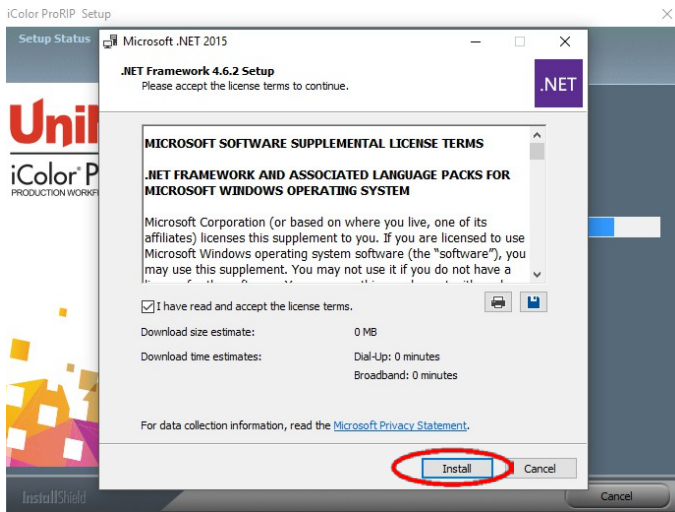 iColor ProRIP Setup
Setup Status
Microsoft .NET 2015
.NET Framework 4.6.2 Setup
Please accept the license terms to continue.
.NET
Uni
iColor P
PRODUCTION
MICROSOFT SOFTWARE SUPPLEMENTAL LICENSE TERMS
.NET FRAMEWORK AND ASSOCIATED LANGUAGE PACKS FOR
MICROSOFT WINDOWS OPERATING SYSTEM
Microsoft Corporation (or based on where you live, one of its
affiliates) licenses this supplement to you. If you are licensed to use
Microsoft Windows operating system software (the “software”), you
may use this supplement. You may not use it if you do not have a
I have read and accept the license terms.
Download size estimate: 0 MB
Download time estimates: Dial-Up: 0 minutes
Broadband: 0 minutes
For data collection information, read the Microsoft Privacy Statement.
Install Cancel
InstallShield
Cancel